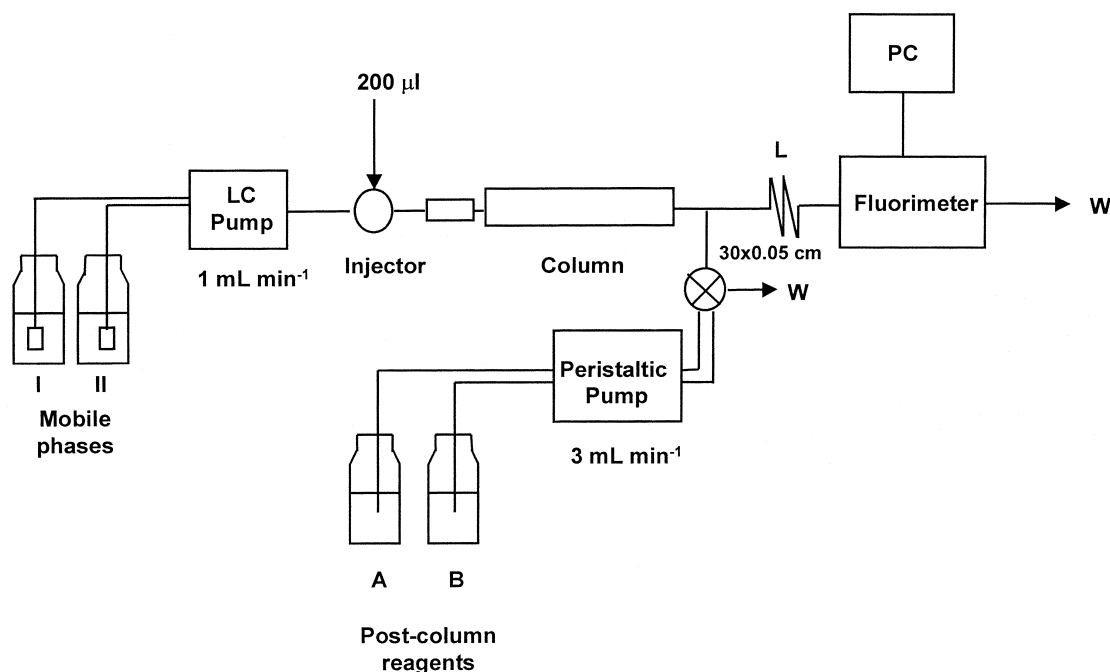 PC
200 µl
L
LC
Pump
Fluorimeter
W
30x0.05 cm
Injector
Column
1 mL min⁻¹
W
Peristaltic
Pump
I
II
Mobile
phases
3 mL min⁻¹
A
B
Post-column
reagents